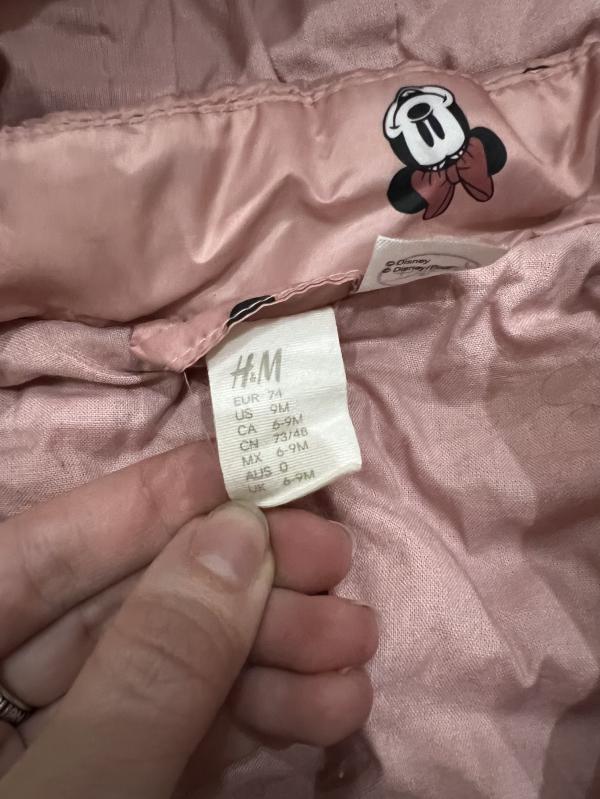 © Disney
© Disney
H&M
EUR 74
US 9M
CA 6-9M
CN 73/48
MX 6-9M
AUS 0
UK 6-9M